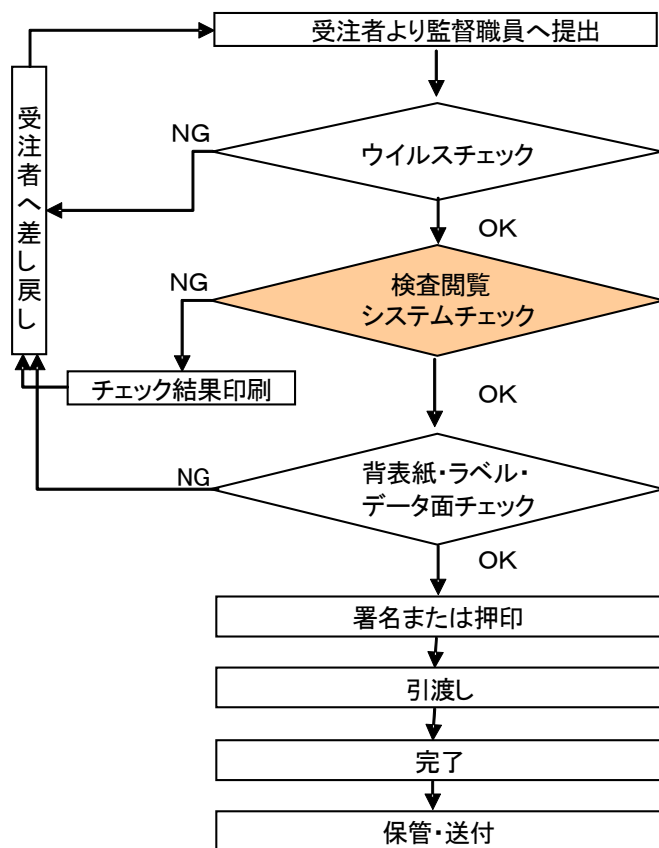 受注者より監督職員へ提出
受注者へ差し戻し
NG
ウイルスチェック
OK
NG
検査閲覧
システムチェック
チェック結果印刷
OK
NG
背表紙・ラベル・
データ面チェック
OK
署名または押印
引渡し
完了
保管・送付